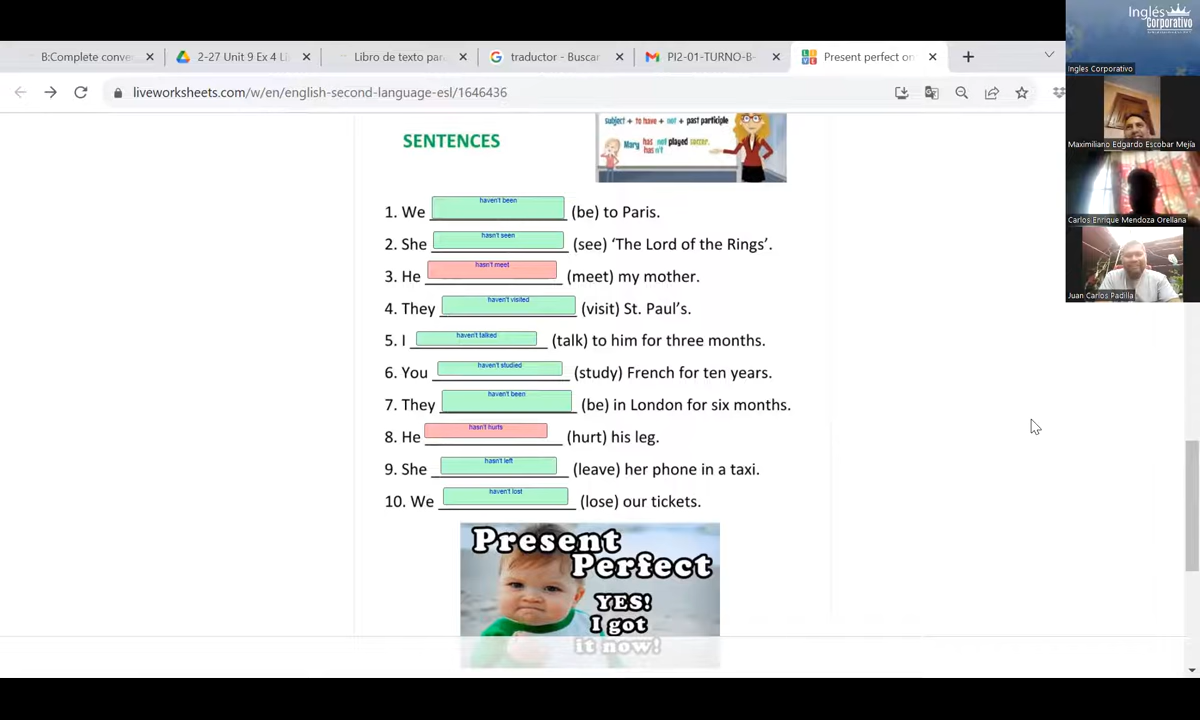 Inglés
Corporativo
B:Complete conver
2-27 Unit 9 Ex 4 Li
Libro de texto par
traductor - Buscar
PI2-01-TURNO-B-
Present perfect on
liveworksheets.com/w/en/english-second-language-esl/1646436
Ingles Corporativo
Maximiliano Edgardo Escobar Mejía
Carlos Enrique Mendoza Orellana
Juan Carlos Padilla
SENTENCES
subject + to have + not + past participle
Mary has not played soccer.
hasn't
1. We haven't been (be) to Paris.
2. She hasn't seen (see) ‘The Lord of the Rings’.
3. He hasn't meet (meet) my mother.
4. They haven't visited (visit) St. Paul’s.
5. I haven't talked (talk) to him for three months.
6. You haven't studied (study) French for ten years.
7. They haven't been (be) in London for six months.
8. He hasn't hurts (hurt) his leg.
9. She hasn't left (leave) her phone in a taxi.
10. We haven't lost (lose) our tickets.
Present
Perfect
YES!
I got
it now!